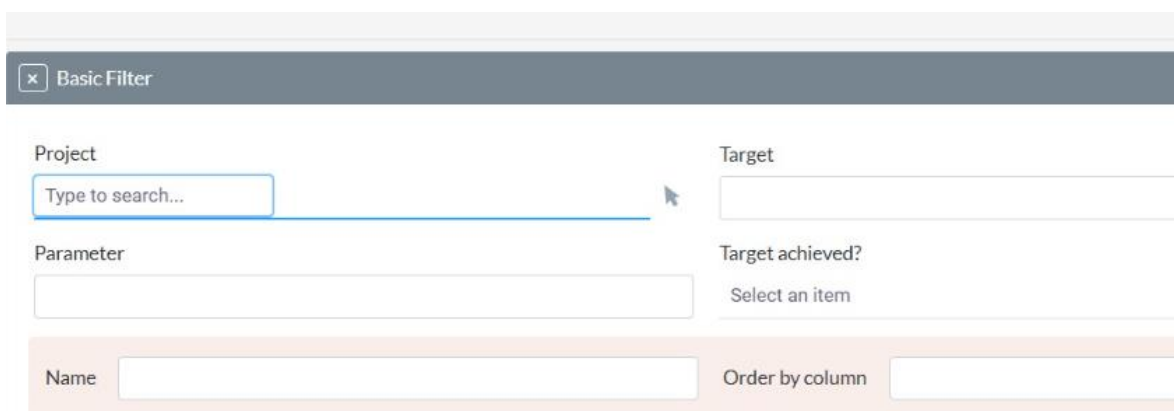 Basic Filter
Project
Target
Type to search...
Parameter
Target achieved?
Select an item
Name
Order by column